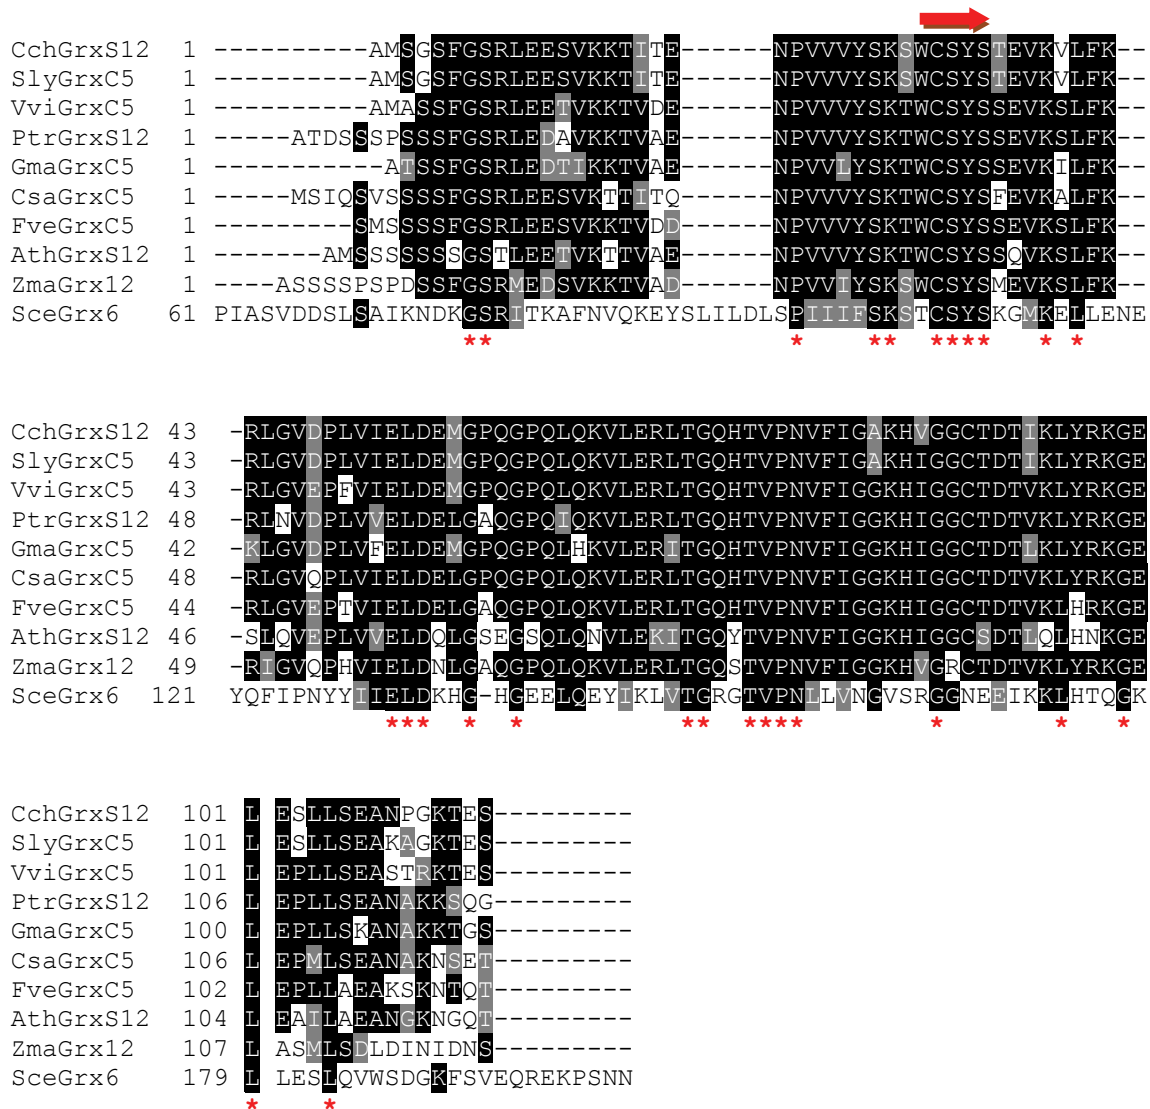 CchGrxS12 1 ----------AMSGSFGSRLEESVKKTITE------NPVVVYSKSWCSYSTEVKVLFK--
SlyGrxC5 1 ----------AMSGSFGSRLEESVKKTITE------NPVVVYSKSWCSYSTEVKVLFK--
VviGrxC5 1 ----------AMASSFGSRLEETVKKTVDE------NPVVVYSKTWCSYSSEVKSLFK--
PtrGrxS12 1 -----ATDSSSPSSSFGSRLEDAVKKTVAE------NPVVVYSKTWCSYSSEVKSLFK--
GmaGrxC5 1 -----------ATSSFGSRLEDTIKKTVAE------NPVVLYSKTWCSYSSEVKILFK--
CsaGrxC5 1 -----MSIQSVSSSSFGSRLEESVKTTITQ------NPVVVYSKTWCSYSFEVKALFK--
FveGrxC5 1 ----------SMSSSFGSRLEESVKKTVDD------NPVVVYSKTWCSYSSEVKSLFK--
AthGrxS12 1 -------AMSSSSSSSGSTLEETVKTTVAE------NPVVVYSKTWCSYSSQVKSLFK--
ZmaGrx12 1 ----ASSSSPSPDSSFGSRMEDSVKKTVAD------NPVVIYSKSWCSYSMEVKSLFK--
SceGrx6 61 PIASVDDSLSAIKNDKGSRITKAFNVQKEYSLILDLSPIIIFSKSTCSYSKGMKELLENE
** * ** **** * *
CchGrxS12 43 -RLGVDPLVIELDEMGPQGPQLQKVLERLTGQHTVPNVFIGAKHVGGCTDTIKLYRKGE
SlyGrxC5 43 -RLGVDPLVIELDEMGPQGPQLQKVLERLTGQHTVPNVFIGAKHIGGCTDTIKLYRKGE
VviGrxC5 43 -RLGVEPFVIELDEMGPQGPQLQKVLERLTGQHTVPNVFIGGKHIGGCTDTVKLYRKGE
PtrGrxS12 48 -RLNVDPLVVELDELGAQGPQIQKVLERLTGQHTVPNVFIGGKHIGGCTDTVKLYRKGE
GmaGrxC5 42 -KLGVDPLVFELDEMGPQGPQLHKVLERITGQHTVPNVFIGGKHIGGCTDTLKLYRKGE
CsaGrxC5 48 -RLGVQPLVIELDELGPQGPQLQKVLERLTGQHTVPNVFIGGKHIGGCTDTVKLYRKGE
FveGrxC5 44 -RLGVEPTVIELDELGAQGPQLQKVLERLTGQHTVPNVFIGGKHIGGCTDTVKLHRKGE
AthGrxS12 46 -SLQVEPLVVELDQLGSEGSQLQNVLEKITGQYTVPNVFIGGKHIGGCSDTLQLHNKGE
ZmaGrx12 49 -RIGVQPHVIELDNLGAQGPQLQKVLERLTGQSTVPNVFIGGKHVGRCTDTVKLYRKGE
SceGrx6 121 YQFIPNYYIIELDKHG-HGEELQEYIKLVTGRGTVPNLLVNGVSRGGNEEIKKLHTQGK
*** * * ** **** * * *
CchGrxS12 101 L ESLLSEANPGKTES---------
SlyGrxC5 101 L ESLLSEAKAGKTES---------
VviGrxC5 101 L EPLLSEASTRKTES---------
PtrGrxS12 106 L EPLLSEANAKKSQG---------
GmaGrxC5 100 L EPLLSKANAKKTGS---------
CsaGrxC5 106 L EPMLSEANAKNSET---------
FveGrxC5 102 L EPLLAEAKSKNTQT---------
AthGrxS12 104 L EAILAEANGKNGQT---------
ZmaGrx12 107 L ASMLSDLDINIDNS---------
SceGrx6 179 L LESLQVWSDGKFSVEQREKPSNN
* *